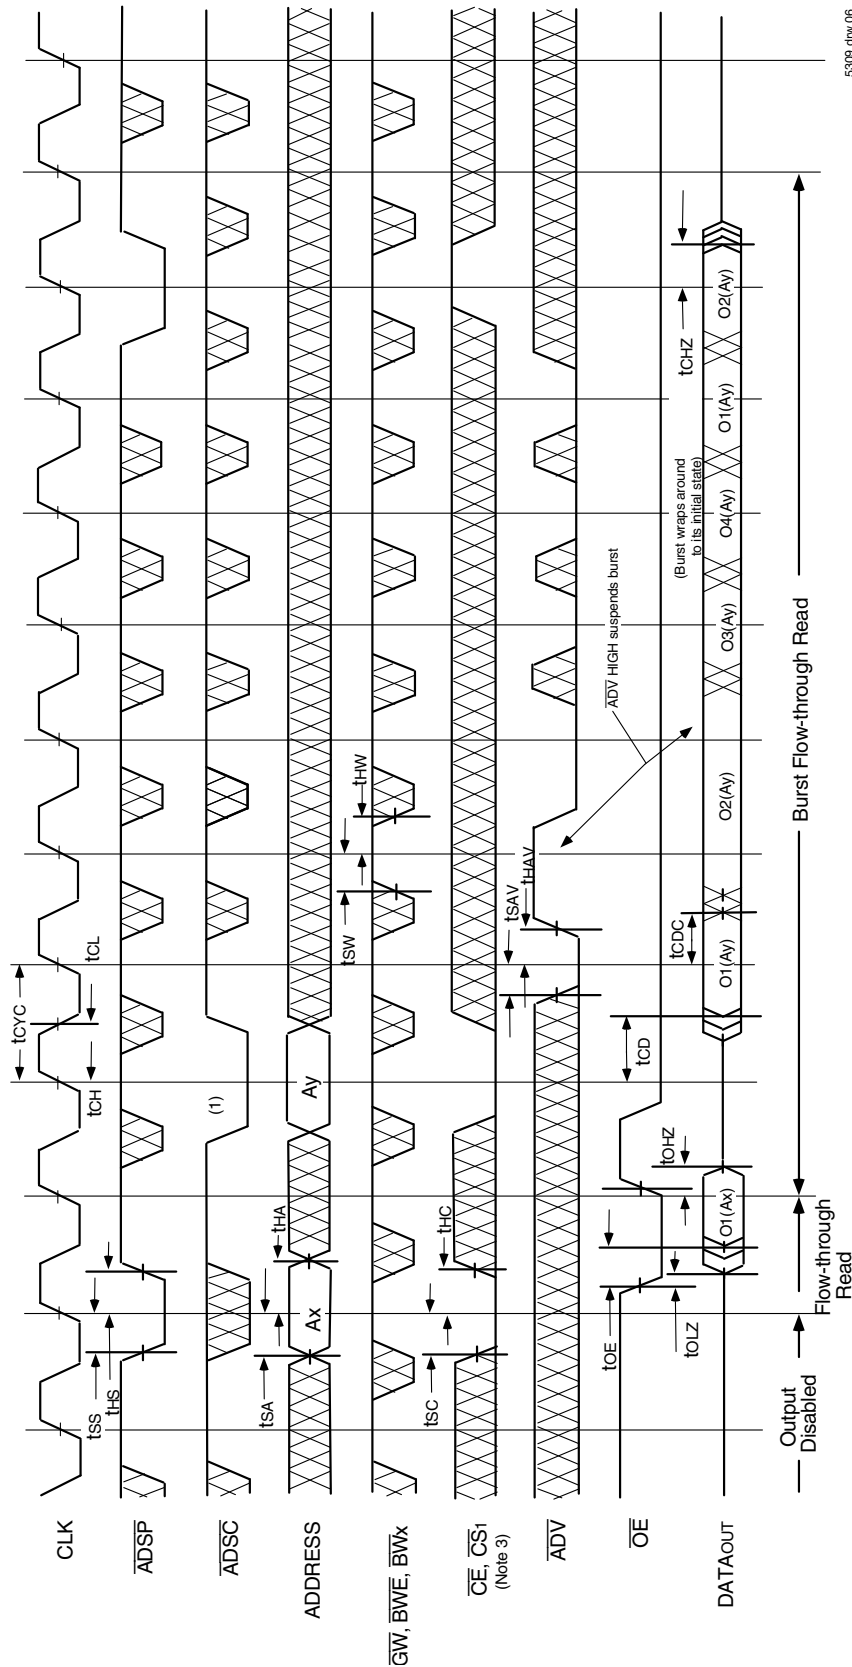 CLK
tCYC
tCH
tCL
tSS
tHS
ADSP
ADSC
(1)
ADDRESS
Ax
Ay
tSA
tHA
GW, BWE, BWx
tSW
tHW
CE, CS1
(Note 3)
tSC
tHC
ADV
tSAV
tHAV
ADV HIGH suspends burst
OE
tOE
tOHZ
tCD
tOLZ
tCDC
(Burst wraps around
to its initial state)
tCHZ
DATAOUT
O1(Ax)
O1(Ay)
O2(Ay)
O3(Ay)
O4(Ay)
O1(Ay)
O2(Ay)
Output
Disabled
Flow-through
Read
Burst Flow-through Read
5309 drw 06